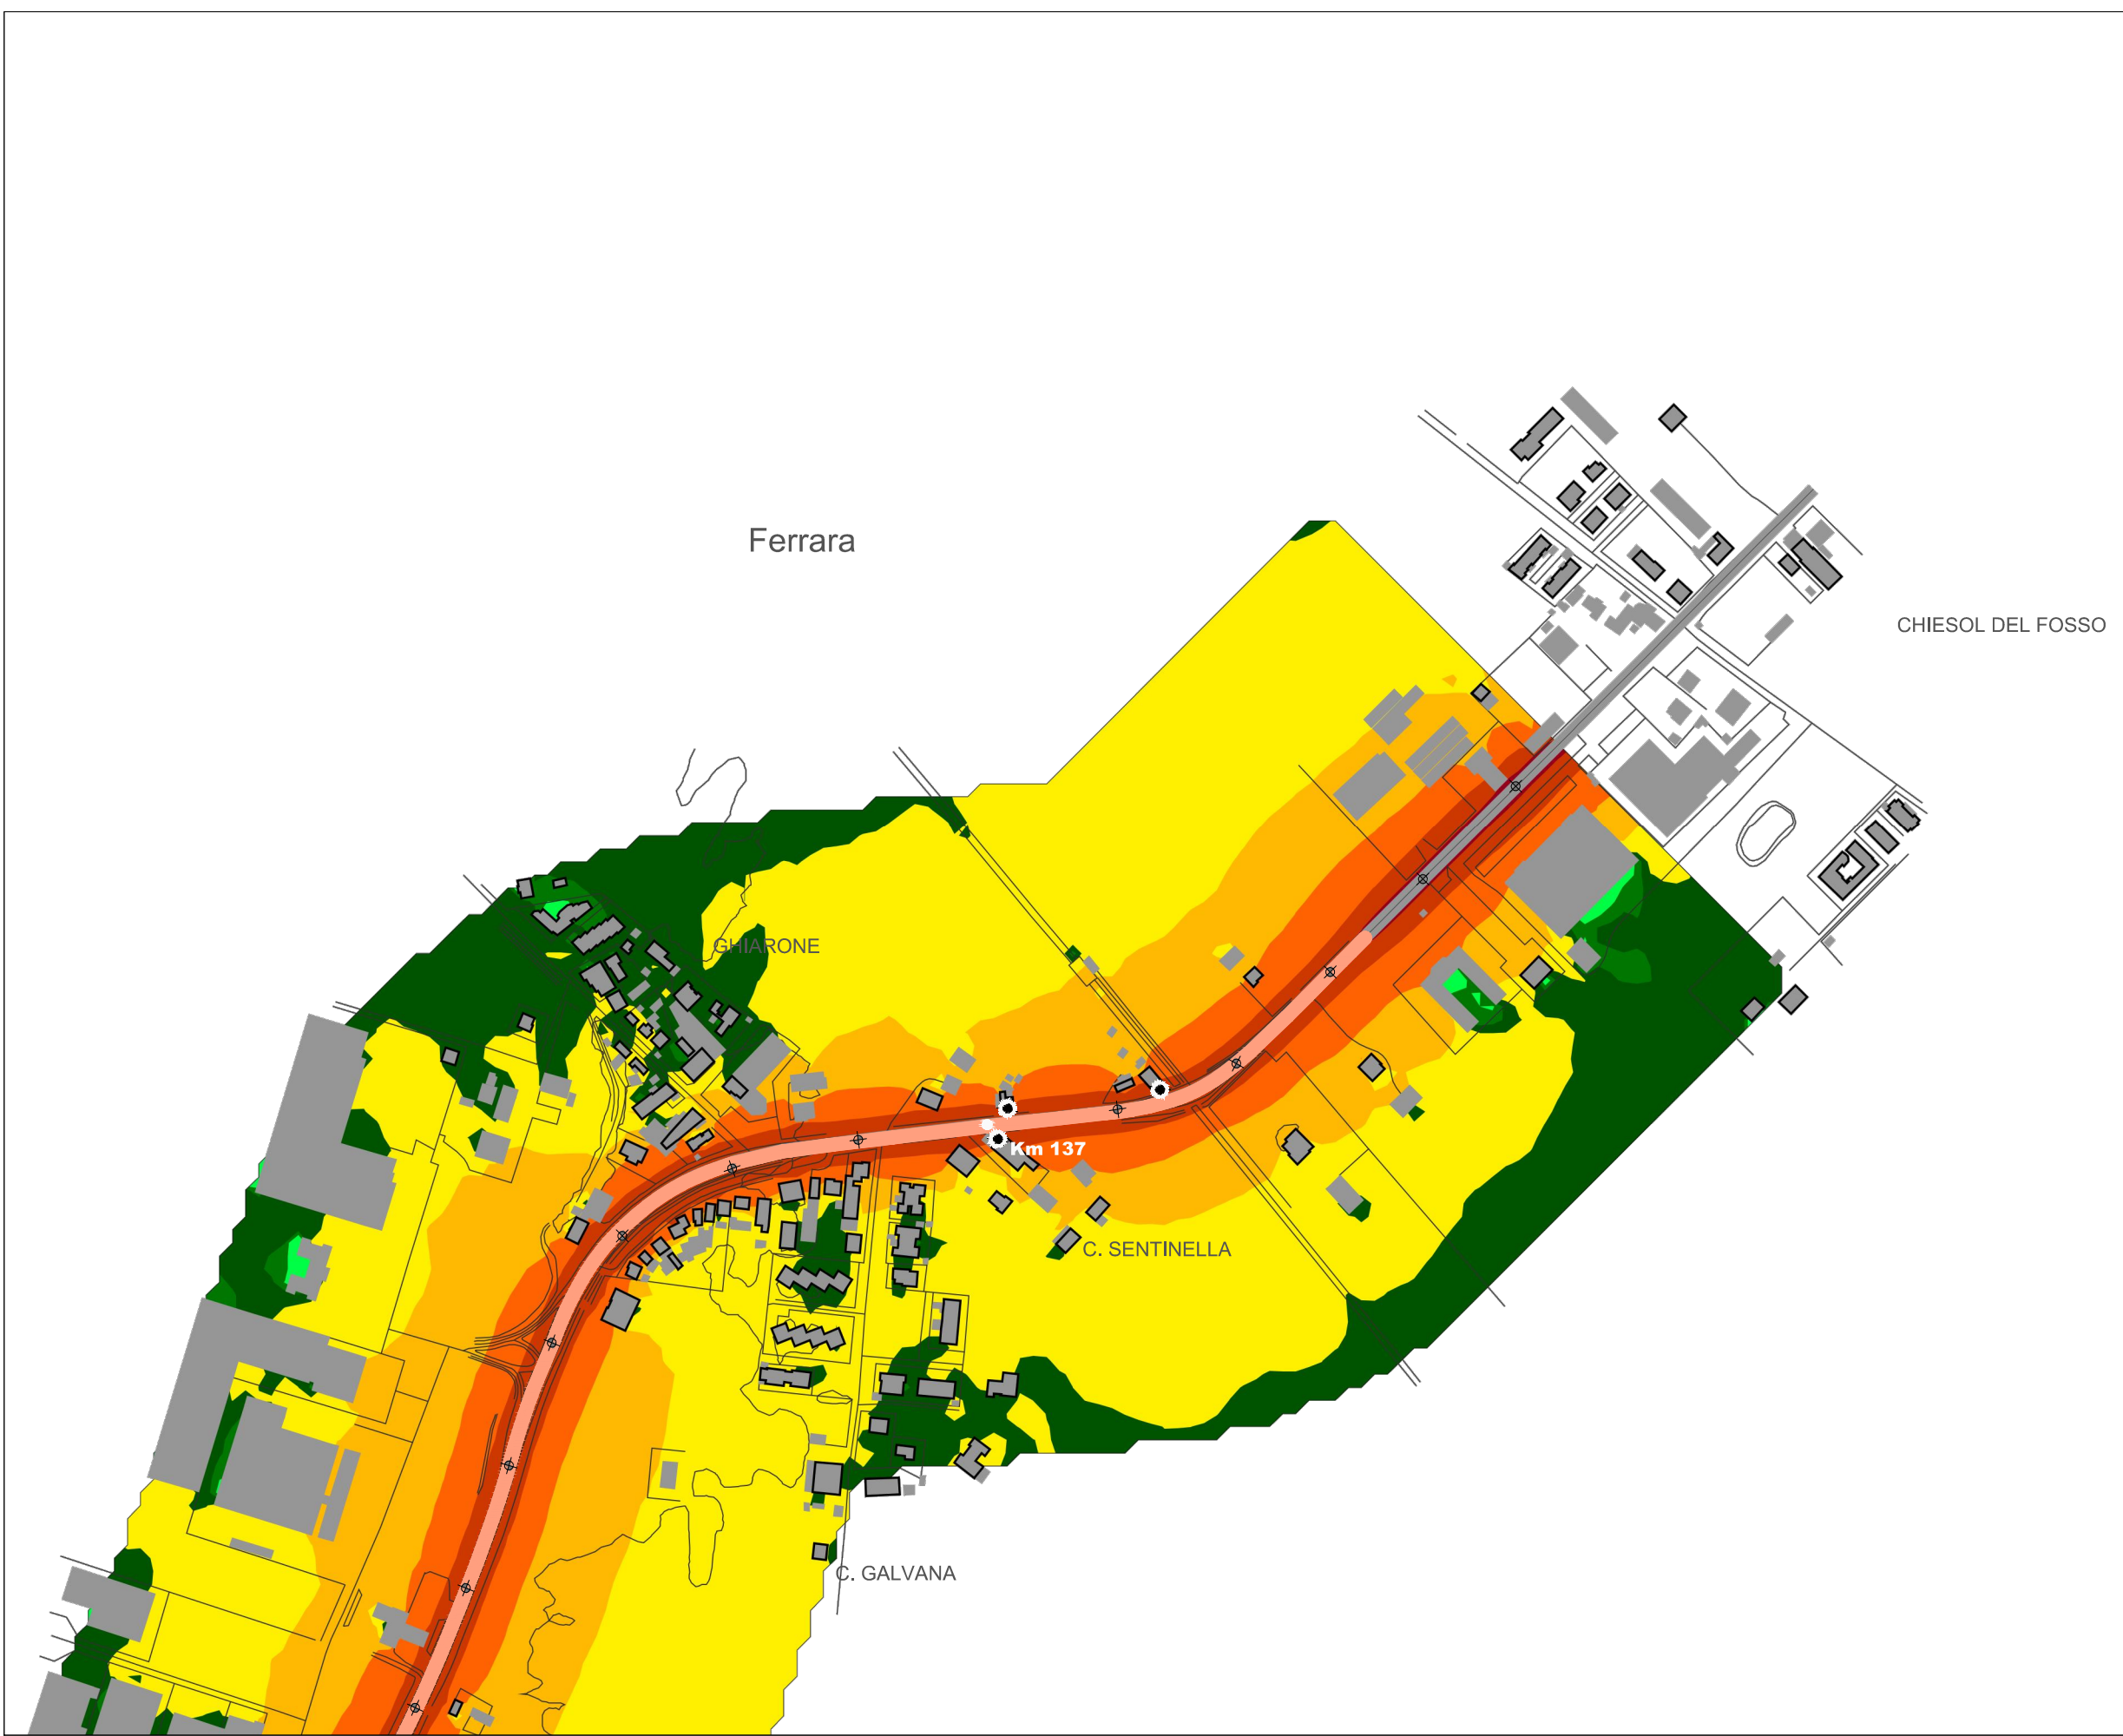 Ferrara
CHIESOL DEL FOSSO
GHIARONE
Km 137
C. SENTINELLA
C. GALVANA